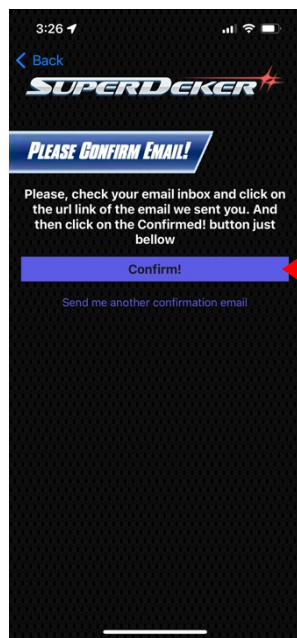 3:26
Back
SUPERDEKER
PLEASE CONFIRM EMAIL!
Please, check your email inbox and click on
the url link of the email we sent you. And
then click on the Confirmed! button just
bellow
Confirm!
Send me another confirmation email